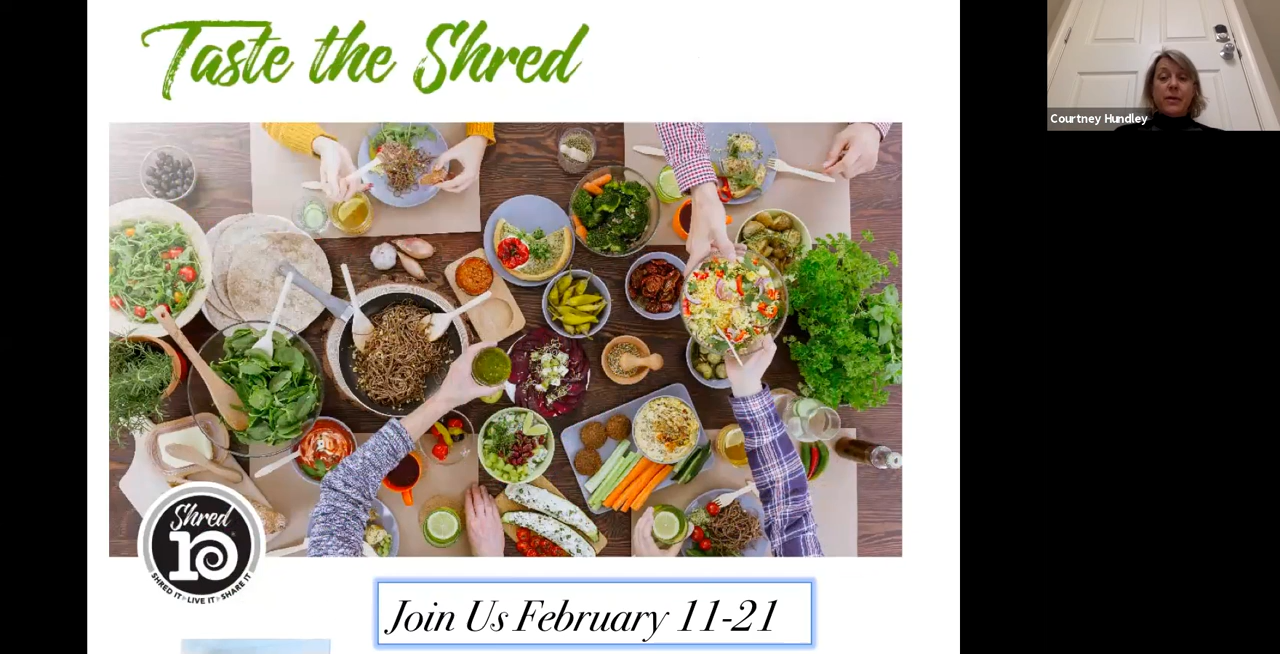 Taste the Shred
Courtney Hundley
Shred
10
SHRED IT • LIVE IT • SHARE IT
Join Us February 11-21